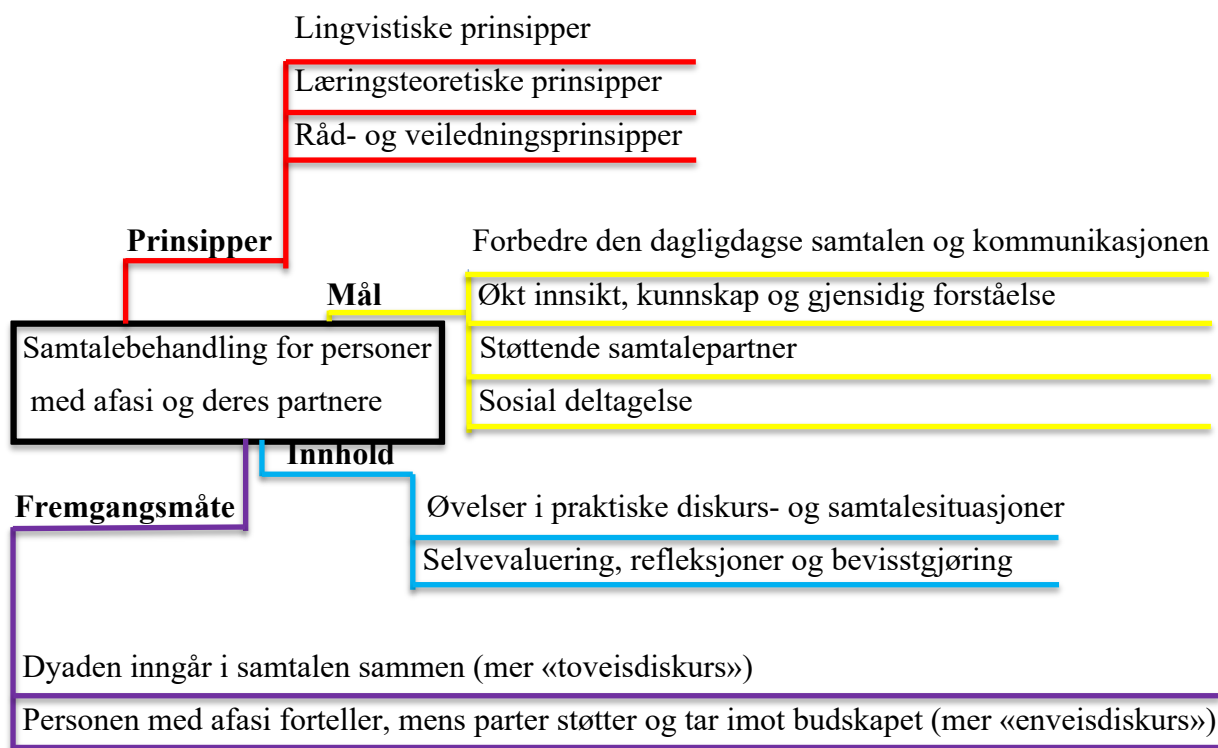 Lingvistiske prinsipper
Læringsteoretiske prinsipper
Råd- og veiledningsprinsipper
Prinsipper
Forbedre den dagligdagse samtalen og kommunikasjonen
Mål
Økt innsikt, kunnskap og gjensidig forståelse
Samtalebehandling for personer
med afasi og deres partnere
Støttende samtalepartner
Sosial deltagelse
Innhold
Fremgangsmåte
Øvelser i praktiske diskurs- og samtalesituasjoner
Selvevaluering, refleksjoner og bevisstgjøring
Dyaden inngår i samtalen sammen (mer «toveisdiskurs»)
Personen med afasi forteller, mens parter støtter og tar imot budskapet (mer «enveisdiskurs»)